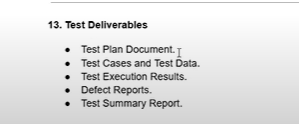 13. Test Deliverables
• Test Plan Document.
• Test Cases and Test Data.
• Test Execution Results.
• Defect Reports.
• Test Summary Report.